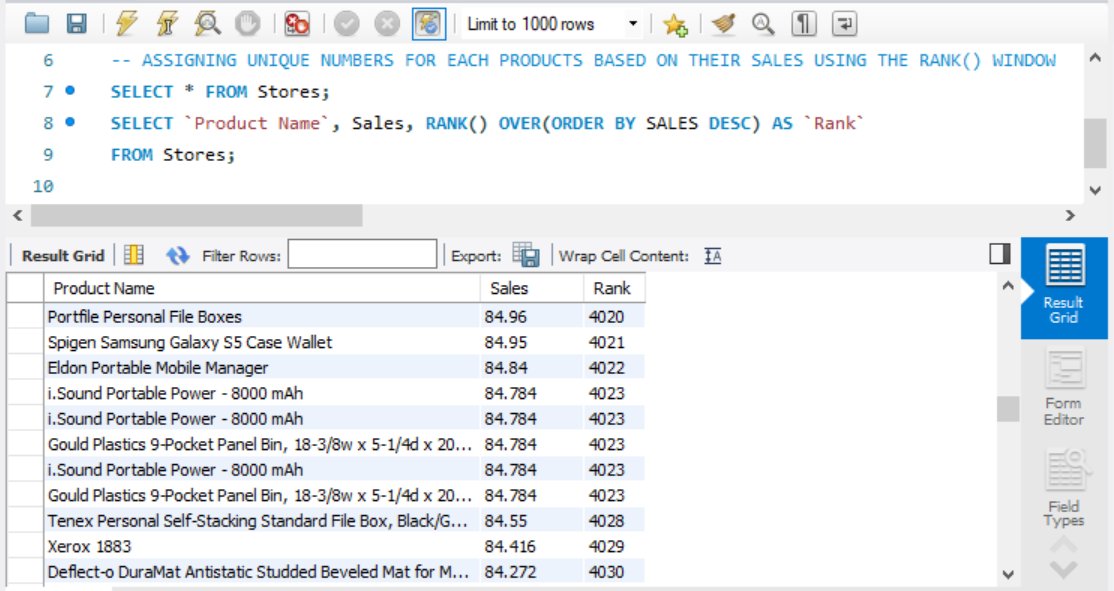 Limit to 1000 rows
6 -- ASSIGNING UNIQUE NUMBERS FOR EACH PRODUCTS BASED ON THEIR SALES USING THE RANK() WINDOW
7 SELECT * FROM Stores;
8 SELECT `Product Name`, Sales, RANK() OVER(ORDER BY SALES DESC) AS `Rank`
9 FROM Stores;
10
Result Grid Filter Rows: Export: Wrap Cell Content: IA
Product Name Sales Rank
Portfile Personal File Boxes 84.96 4020
Spigen Samsung Galaxy S5 Case Wallet 84.95 4021
Eldon Portable Mobile Manager 84.84 4022
i.Sound Portable Power - 8000 mAh 84.784 4023
i.Sound Portable Power - 8000 mAh 84.784 4023
Gould Plastics 9-Pocket Panel Bin, 18-3/8w x 5-1/4d x 20... 84.784 4023
i.Sound Portable Power - 8000 mAh 84.784 4023
Gould Plastics 9-Pocket Panel Bin, 18-3/8w x 5-1/4d x 20... 84.784 4023
Tenex Personal Self-Stacking Standard File Box, Black/G... 84.55 4028
Xerox 1883 84.416 4029
Deflect-o DuraMat Antistatic Studded Beveled Mat for M... 84.272 4030
Result
Grid
Form
Editor
Field
Types